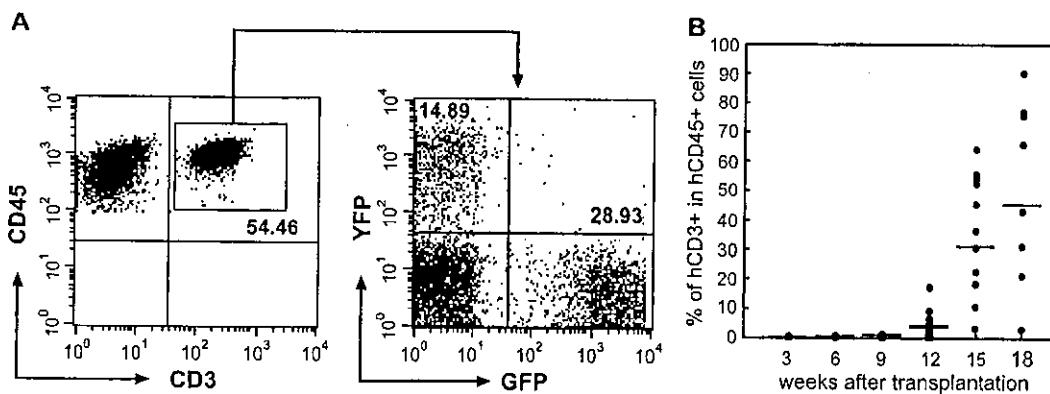 A
CD45
10⁴
10³
10²
10¹
10⁰
54.46
10⁰ 10¹ 10² 10³ 10⁴
CD3
YFP
10⁴
10³
10²
10¹
10⁰
14.89
28.93
10⁰ 10¹ 10² 10³ 10⁴
GFP
B
% of hCD3+ in hCD45+ cells
100
90
80
70
60
50
40
30
20
10
0
3 6 9 12 15 18
weeks after transplantation